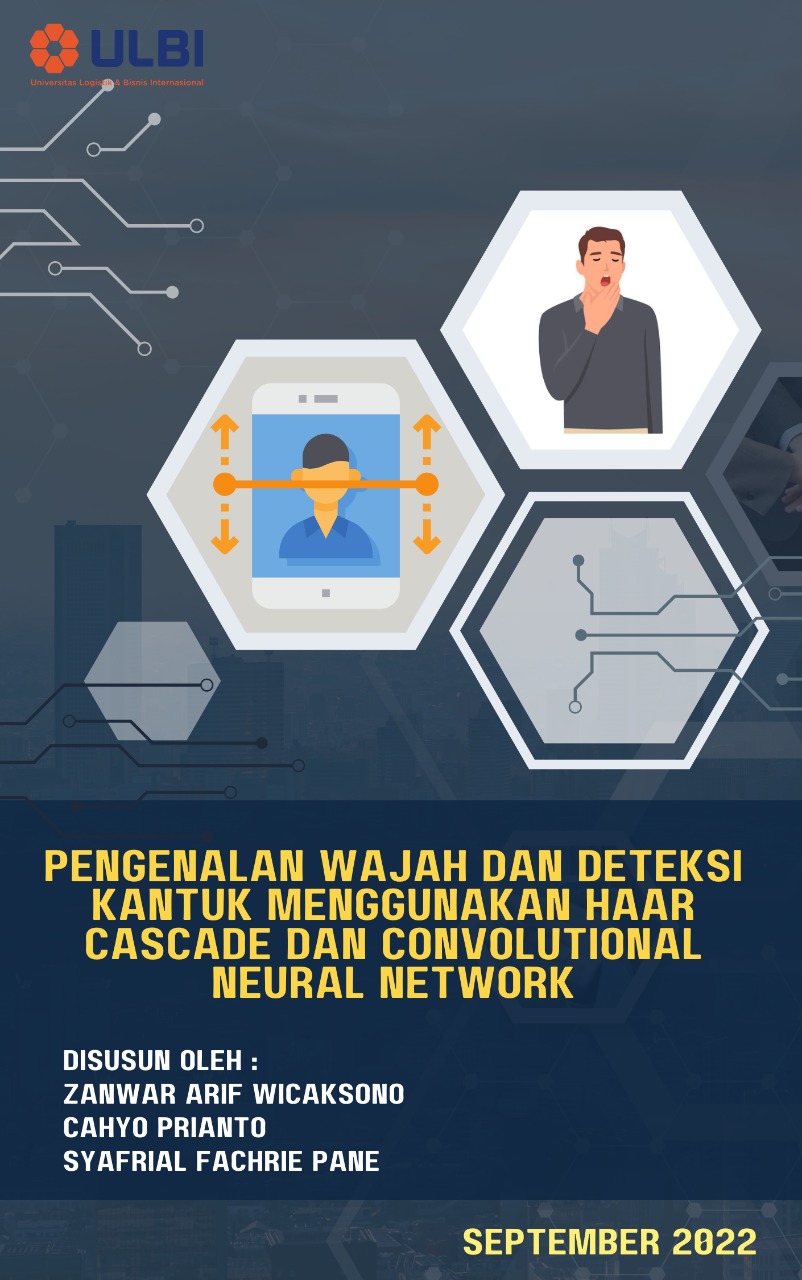 ULBI
Universitas Logistik & Bisnis Internasional
PENGENALAN WAJAH DAN DETEKSI
KANTUK MENGGUNAKAN HAAR
CASCADE DAN CONVOLUTIONAL
NEURAL NETWORK
DISUSUN OLEH :
ZANWAR ARIF WICAKSONO
CAHYO PRIANTO
SYAFRIAL FACHRIE PANE
SEPTEMBER 2022